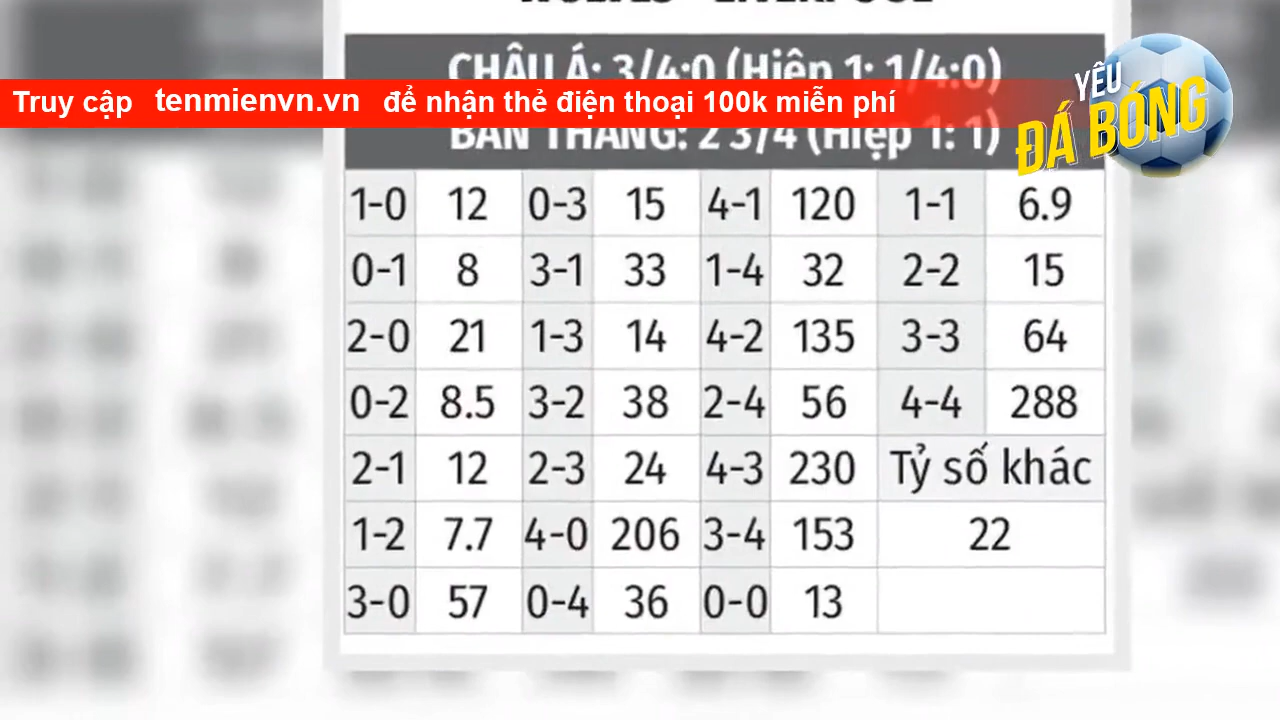 WOLVES - LIVERPOOL
CHÂU Á: 3/4:0 (Hiệp 1: 1/4:0)
Truy cập tenmienvn.vn để nhận thẻ điện thoại 100k miễn phí
YÊU
ĐÁ BÓNG
BÀN THẮNG: 2 3/4 (Hiệp 1: 1)
1-0 12 0-3 15 4-1 120 1-1 6.9
0-1 8 3-1 33 1-4 32 2-2 15
2-0 21 1-3 14 4-2 135 3-3 64
0-2 8.5 3-2 38 2-4 56 4-4 288
2-1 12 2-3 24 4-3 230 Tỷ số khác
1-2 7.7 4-0 206 3-4 153 22
3-0 57 0-4 36 0-0 13